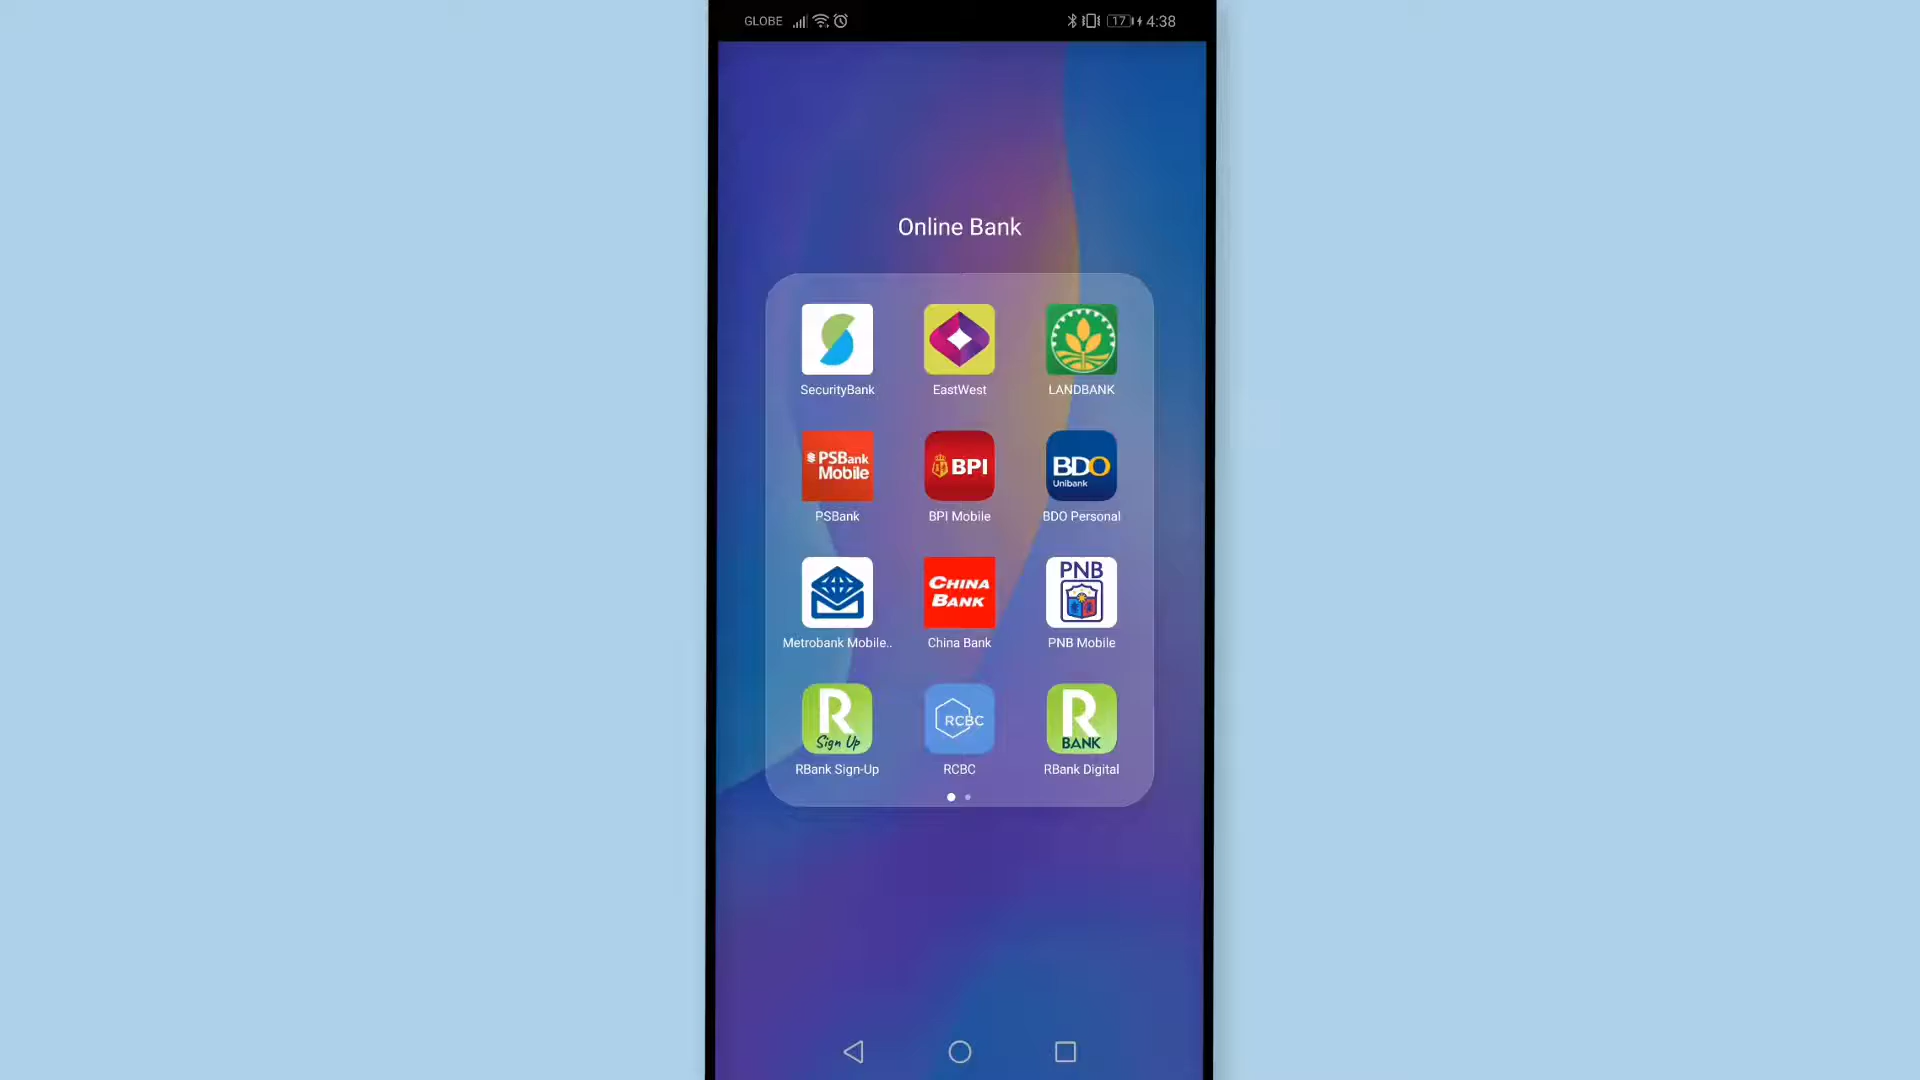 GLOBE 17 4:38
Online Bank
SecurityBank EastWest LANDBANK
PSBank Mobile
BPI
BDO Unibank
PSBank BPI Mobile BDO Personal
CHINA BANK
PNB
Metrobank Mobile.. China Bank PNB Mobile
R Sign Up
RCBC
R BANK
RBank Sign-Up RCBC RBank Digital